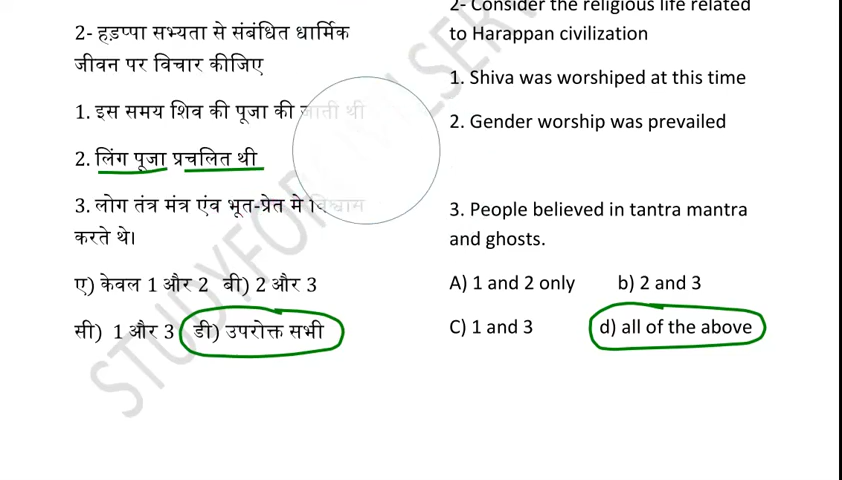 2- हड़प्पा सभ्यता से संबंधित धार्मिक
जीवन पर विचार कीजिए
1. इस समय शिव की पूजा की जाती थी
2. लिंग पूजा प्रचलित थी
3. लोग तंत्र मंत्र एंव भूत-प्रेत मे विश्वास
करते थे।
ए) केवल 1 और 2 बी) 2 और 3
सी) 1 और 3 डी) उपरोक्त सभी
2- Consider the religious life related
to Harappan civilization
1. Shiva was worshiped at this time
2. Gender worship was prevailed
3. People believed in tantra mantra
and ghosts.
A) 1 and 2 only b) 2 and 3
C) 1 and 3 d) all of the above